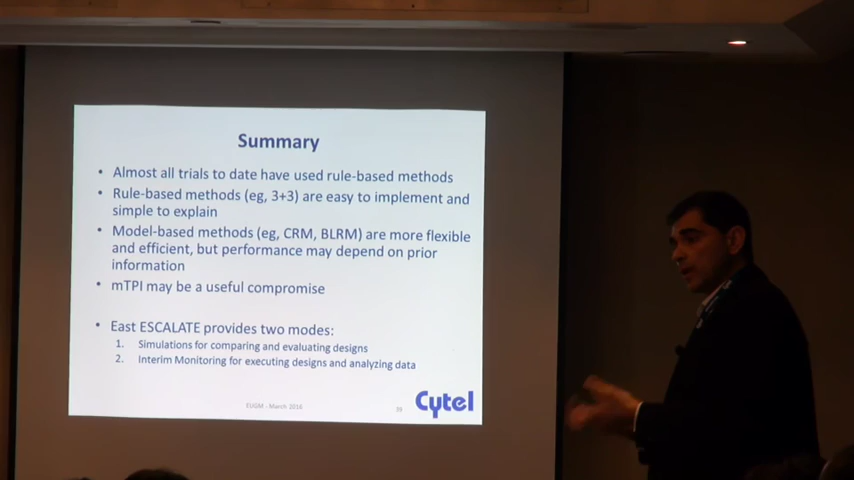 Summary
• Almost all trials to date have used rule-based methods
• Rule-based methods (eg, 3+3) are easy to implement and
simple to explain
• Model-based methods (eg, CRM, BLRM) are more flexible
and efficient, but performance may depend on prior
information
• mTPI may be a useful compromise
• East ESCALATE provides two modes:
1. Simulations for comparing and evaluating designs
2. Interim Monitoring for executing designs and analyzing data
EUGM - March 2016
39
Cytel